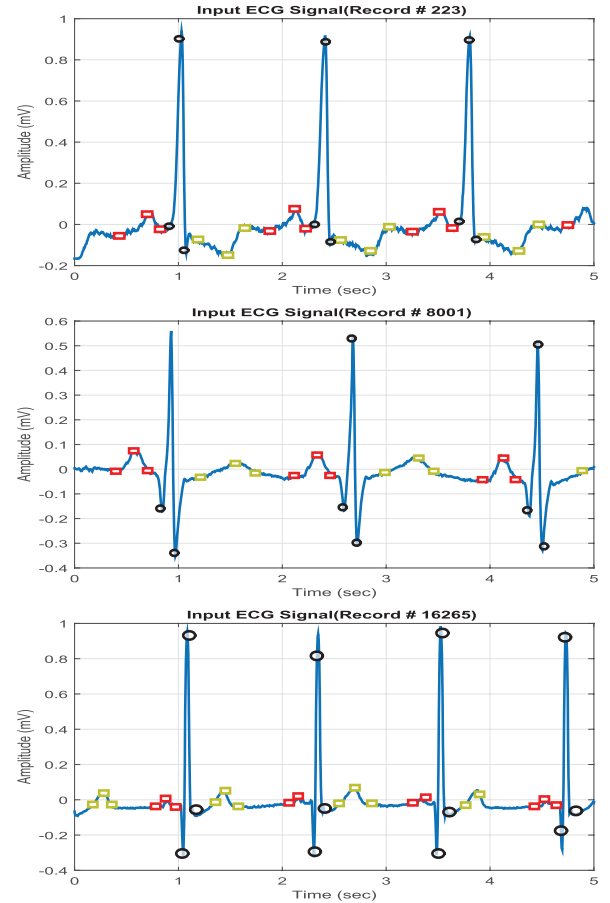 Input ECG Signal(Record # 223)
1
0.8
0.6
0.4
0.2
0
-0.2
Amplitude (mV)
0 1 2 3 4 5
Time (sec)
Input ECG Signal(Record # 8001)
0.6
0.5
0.4
0.3
0.2
0.1
0
-0.1
-0.2
-0.3
-0.4
Amplitude (mV)
0 1 2 3 4 5
Time (sec)
Input ECG Signal(Record # 16265)
1
0.8
0.6
0.4
0.2
0
-0.2
-0.4
Amplitude (mV)
0 1 2 3 4 5
Time (sec)